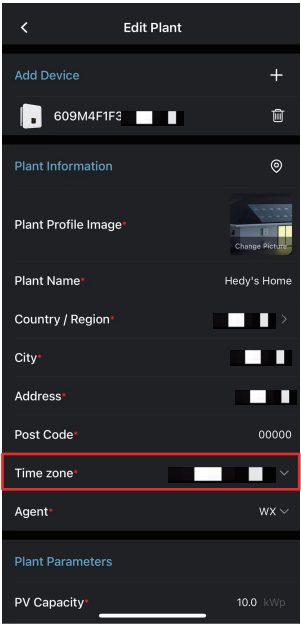 Edit Plant
Add Device +
609M4F1F3
Plant Information
Plant Profile Image*
Change Picture
Plant Name* Hedy's Home
Country / Region*
City*
Address*
Post Code* 00000
Time zone*
Agent* WX
Plant Parameters
PV Capacity* 10.0 kWp